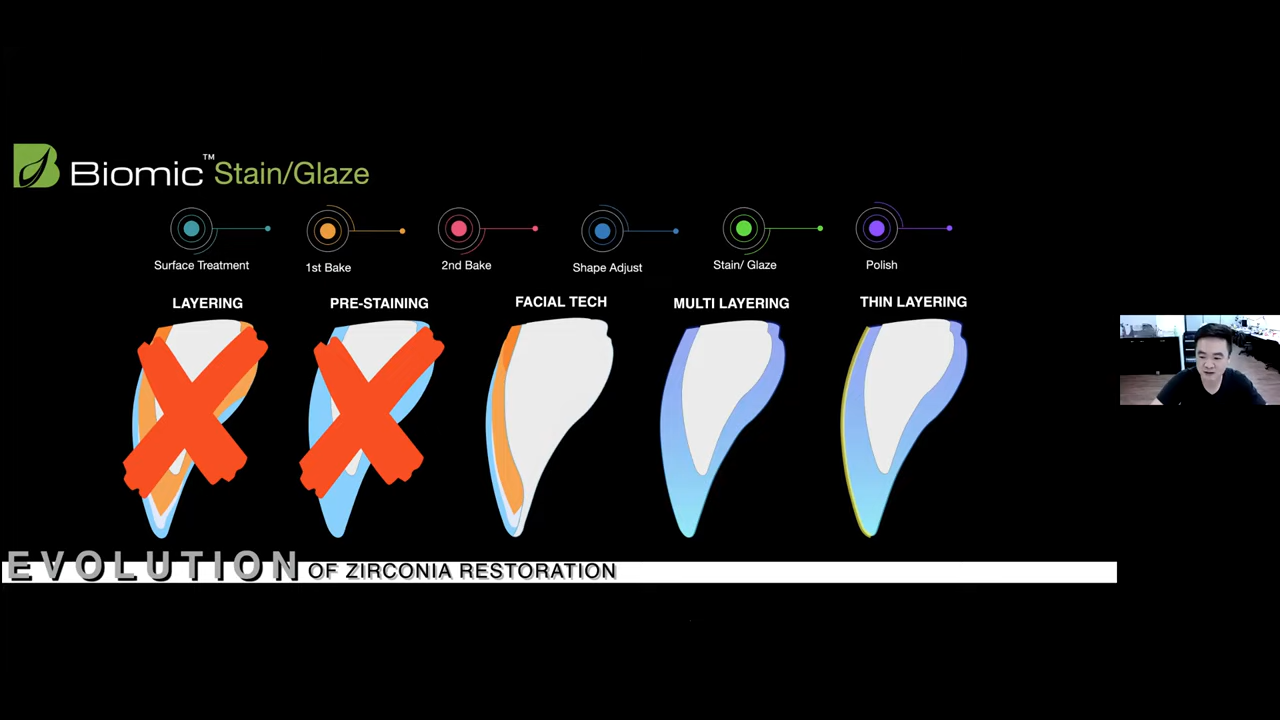 Biomic™ Stain/Glaze
Surface Treatment
1st Bake
2nd Bake
Shape Adjust
Stain/ Glaze
Polish
LAYERING
PRE-STAINING
FACIAL TECH
MULTI LAYERING
THIN LAYERING
EVOLUTION OF ZIRCONIA RESTORATION